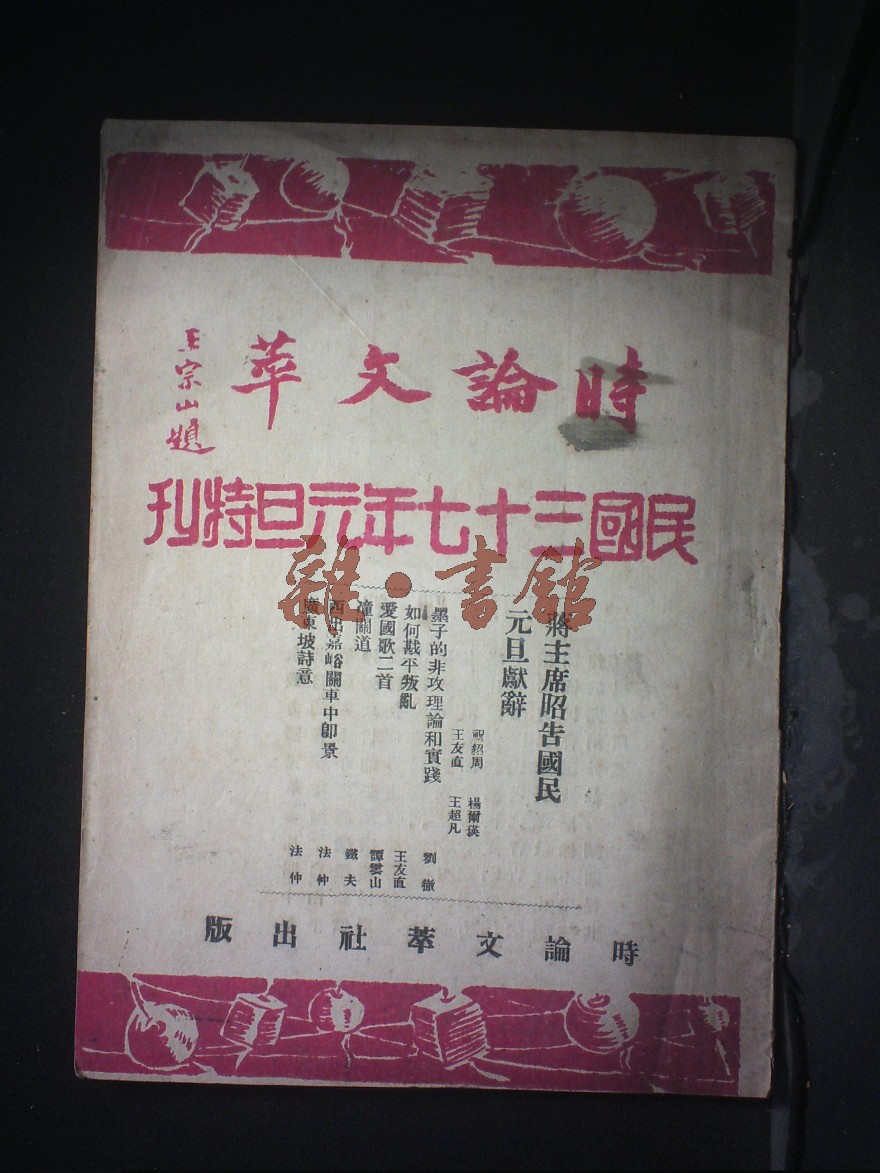 時論文萃
王宗山題
民國三十七年元旦特刊
雜·書館
蔣主席昭告國民
元旦獻辭
祝紹周 楊爾瑛
王友直 王超凡
墨子的非攻理論和實踐 劉徹
如何戡平叛亂 王友直
愛國歌二首 譚雲山
潼關道 鐵夫
西出嘉峪關車中即景 法仲
廣東坡詩意 法仲
時論文萃社出版